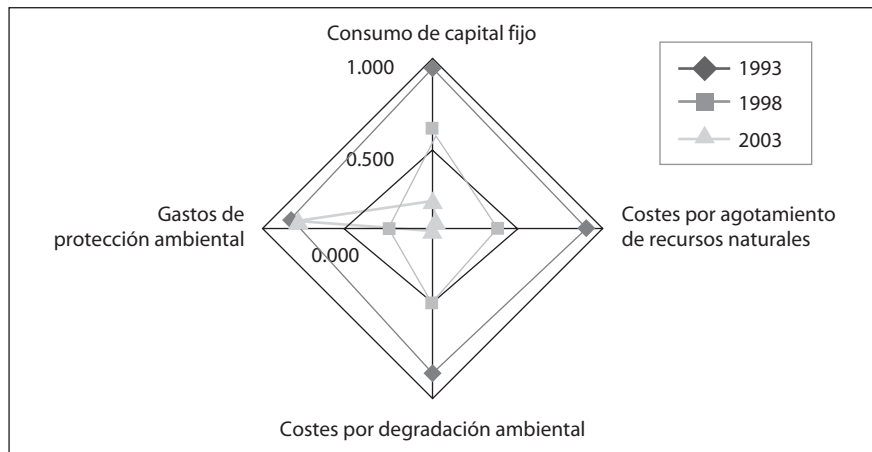 Consumo de capital fijo
1.000
0.500
0.000
1993
1998
2003
Gastos de
protección ambiental
Costes por agotamiento
de recursos naturales
Costes por degradación ambiental